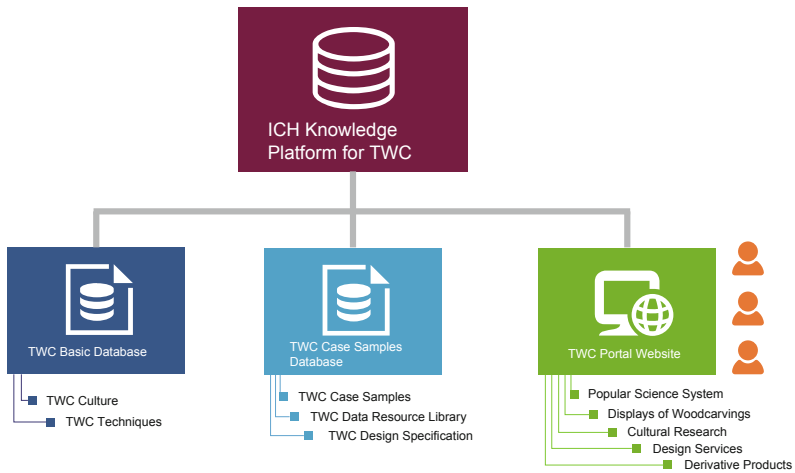 ICH Knowledge
Platform for TWC
TWC Basic Database
TWC Culture
TWC Techniques
TWC Case Samples
Database
TWC Case Samples
TWC Data Resource Library
TWC Design Specification
TWC Portal Website
Popular Science System
Displays of Woodcarvings
Cultural Research
Design Services
Derivative Products